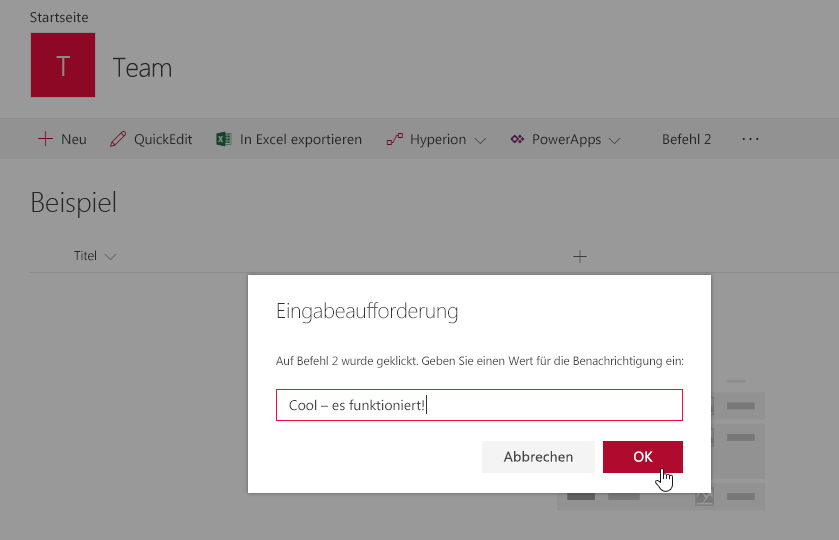 Startseite
T
Team
Neu
QuickEdit
In Excel exportieren
Hyperion
PowerApps
Befehl 2
Beispiel
Titel
Eingabeaufforderung
Auf Befehl 2 wurde geklickt. Geben Sie einen Wert für die Benachrichtigung ein:
Cool – es funktioniert!
Abbrechen
OK